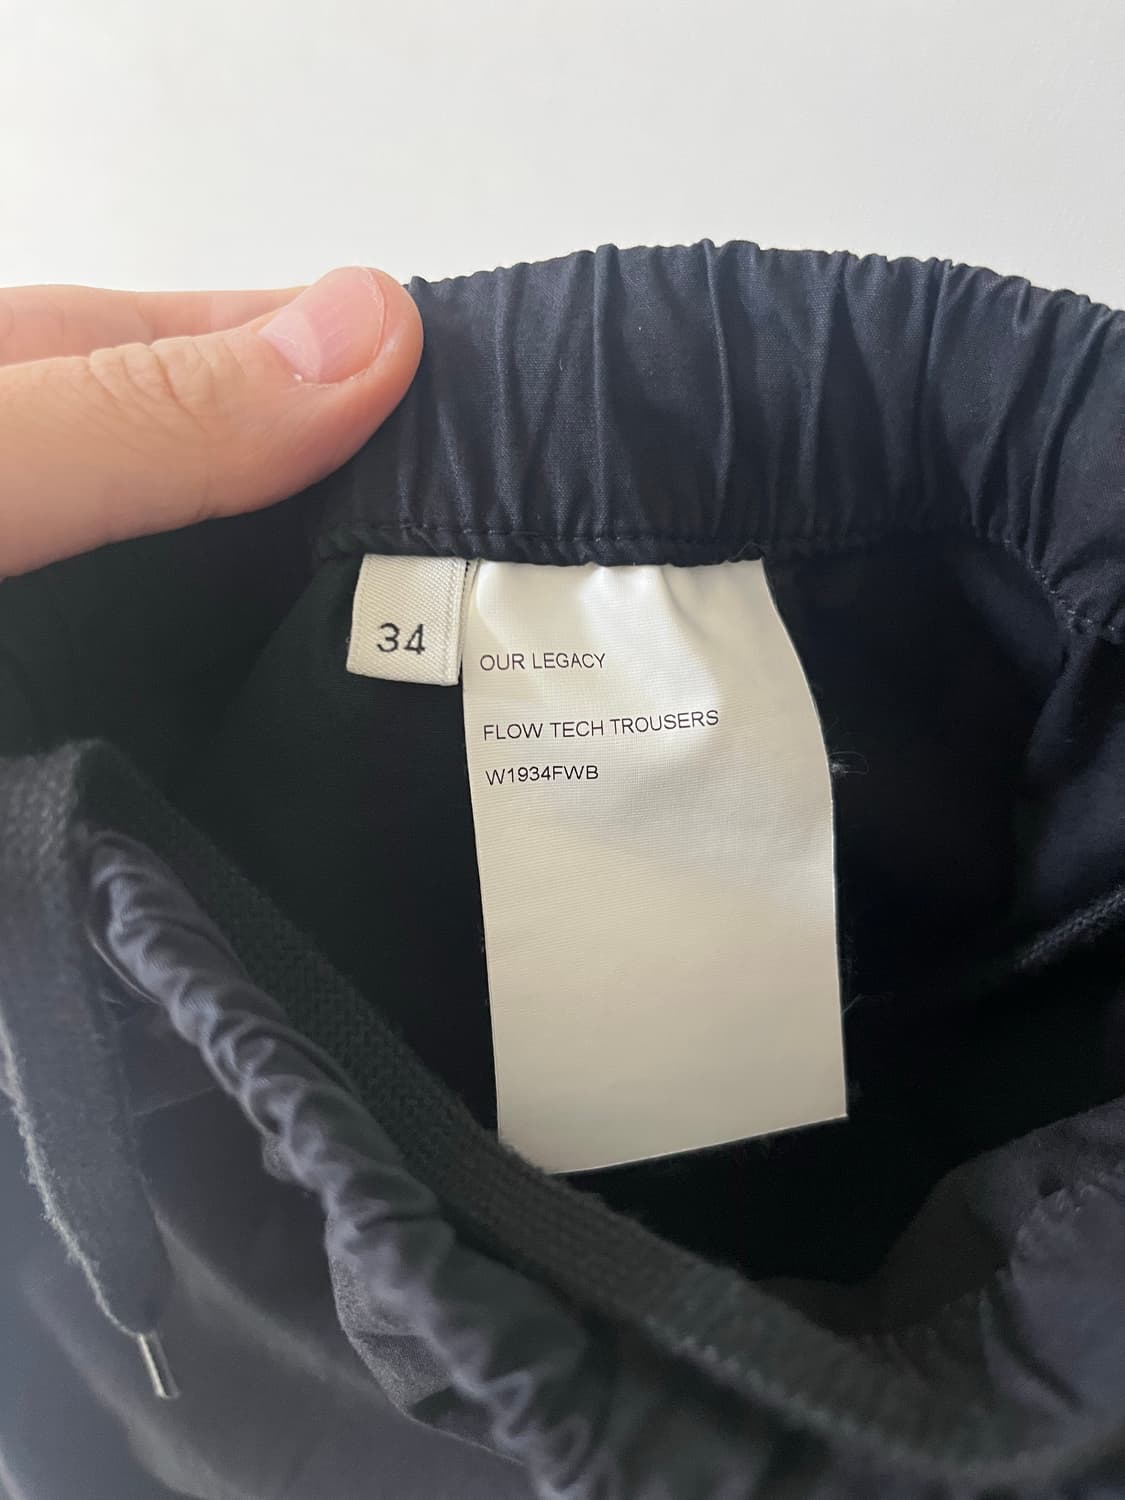 34
OUR LEGACY
FLOW TECH TROUSERS
W1934FWB